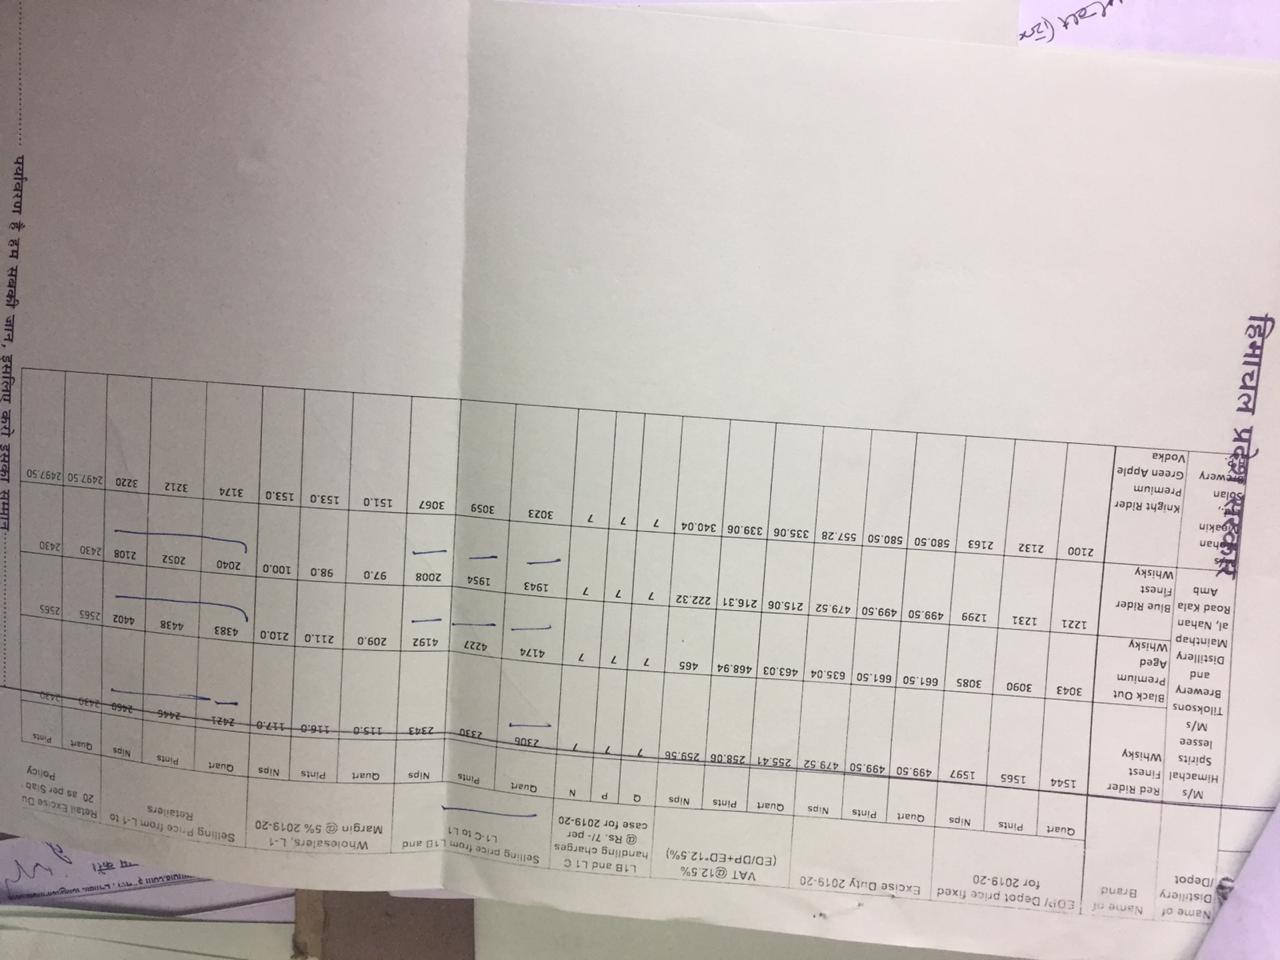 Name of Distillery /Depot | Name of Brand | EDP/ Depot price fixed for 2019-20 | Excise Duty 2019-20 | VAT @12.5% (ED/DP+ED*12.5%) | L1B and L1 C handling charges @ Rs. 7/- per case for 2019-20 | Selling price from L1B and L1-C to L1 | Wholesalers, L-1 Margin @ 5% 2019-20 | Selling Price from L-1 to Retailers | Retail Excise Du 20 as per Slab Policy
Quart Pints Nips Quart Pints Nips Quart Pints Nips Q P N Quart Pints Nips Quart Pints Nips Quart Pints Nips Quart Pints
M/s Himachal Spirits lessee M/s Tiloksons Brewery and Distillery Mainthap al, Nahan Road Kala Amb
Red Rider Finest Whisky 1544 1565 1597 499.50 499.50 479.52 255.41 258.06 259.56 7 7 7 2306 2330 2343 115.0 116.0 117.0 2421 2446 2460 2430 2430
Black Out Premium Aged Whisky 3043 3090 3085 661.50 661.50 635.04 463.03 468.94 465 7 7 7 4174 4227 4192 209.0 211.0 210.0 4383 4438 4402 2565 2565
Blue Rider Finest Whisky 1221 1231 1299 499.50 499.50 479.52 215.06 216.31 222.32 7 7 7 1943 1954 2008 97.0 98.0 100.0 2040 2052 2108 2430 2430
Solan
Knight Rider Premium Green Apple Vodka 2100 2132 2163 580.50 580.50 557.28 335.06 339.06 340.04 7 7 7 3023 3059 3067 151.0 153.0 153.0 3174 3212 3220 2497.50 2497.50
हिमाचल प्रदेश सरकार
पर्यावरण है हम सबकी जान, इसलिए करो इसका सम्मान
करें।